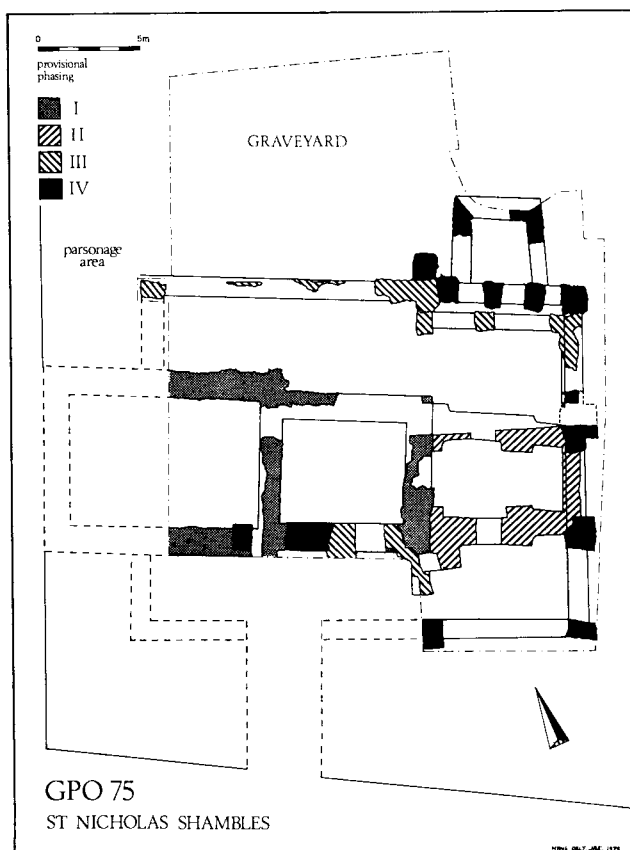 0 5m
provisional
phasing
I
II
III
IV
GRAVEYARD
parsonage
area
GPO 75
ST NICHOLAS SHAMBLES